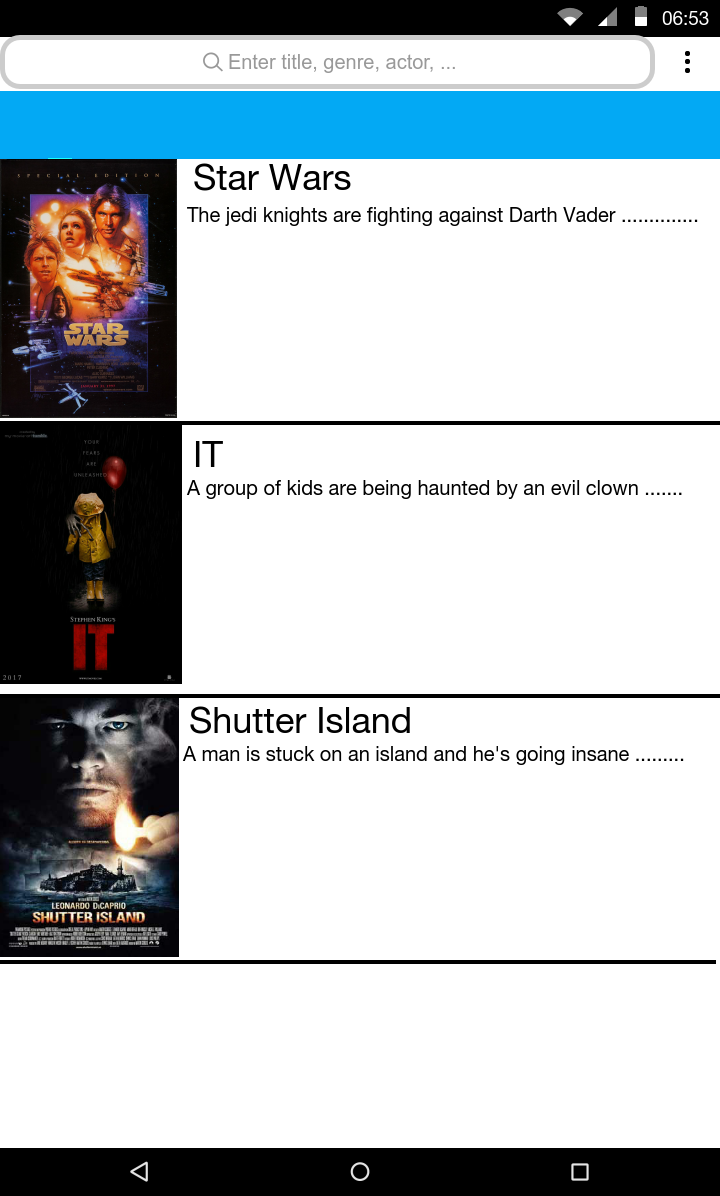 06:53
Enter title, genre, actor, ...
SPECIAL EDITION
STAR
WARS
Star Wars
The jedi knights are fighting against Darth Vader ..............
YOUR
FEARS
ARE
UNLEASHED
STEPHEN KING'S
IT
2017
IT
A group of kids are being haunted by an evil clown .......
LEONARDO DiCAPRIO
SHUTTER ISLAND
Shutter Island
A man is stuck on an island and he's going insane .........